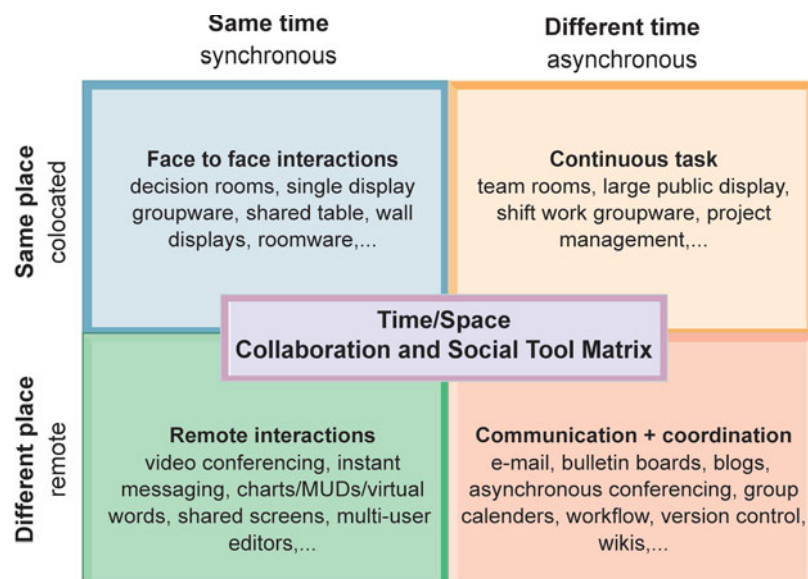 Same time
synchronous
Different time
asynchronous
Same place
colocated
Face to face interactions
decision rooms, single display
groupware, shared table, wall
displays, roomware,...
Continuous task
team rooms, large public display,
shift work groupware, project
management,...
Time/Space
Collaboration and Social Tool Matrix
Different place
remote
Remote interactions
video conferencing, instant
messaging, charts/MUDs/virtual
words, shared screens, multi-user
editors,...
Communication + coordination
e-mail, bulletin boards, blogs,
asynchronous conferencing, group
calenders, workflow, version control,
wikis,...